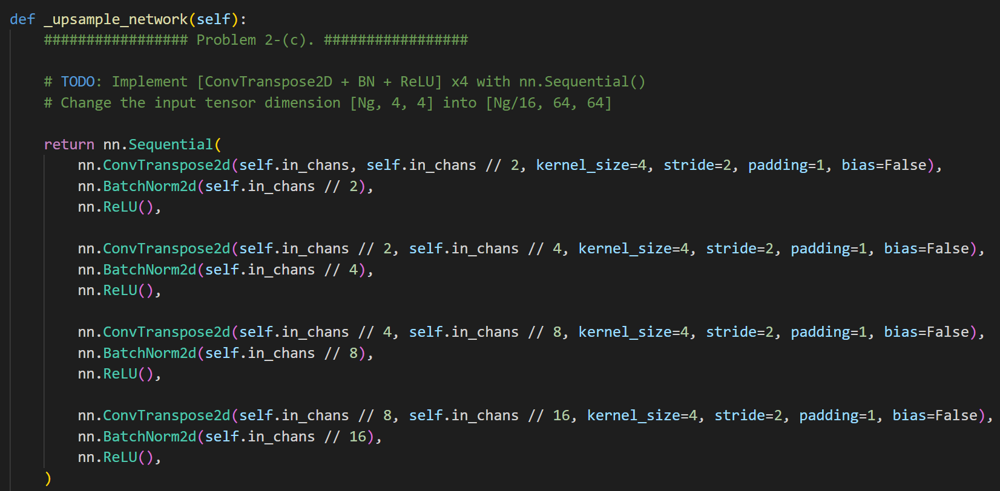 def _upsample_network(self):
################# Problem 2-(c). #################
# TODO: Implement [ConvTranspose2D + BN + ReLU] x4 with nn.Sequential()
# Change the input tensor dimension [Ng, 4, 4] into [Ng/16, 64, 64]
return nn.Sequential(
nn.ConvTranspose2d(self.in_chans, self.in_chans // 2, kernel_size=4, stride=2, padding=1, bias=False),
nn.BatchNorm2d(self.in_chans // 2),
nn.ReLU(),
nn.ConvTranspose2d(self.in_chans // 2, self.in_chans // 4, kernel_size=4, stride=2, padding=1, bias=False),
nn.BatchNorm2d(self.in_chans // 4),
nn.ReLU(),
nn.ConvTranspose2d(self.in_chans // 4, self.in_chans // 8, kernel_size=4, stride=2, padding=1, bias=False),
nn.BatchNorm2d(self.in_chans // 8),
nn.ReLU(),
nn.ConvTranspose2d(self.in_chans // 8, self.in_chans // 16, kernel_size=4, stride=2, padding=1, bias=False),
nn.BatchNorm2d(self.in_chans // 16),
nn.ReLU(),
)